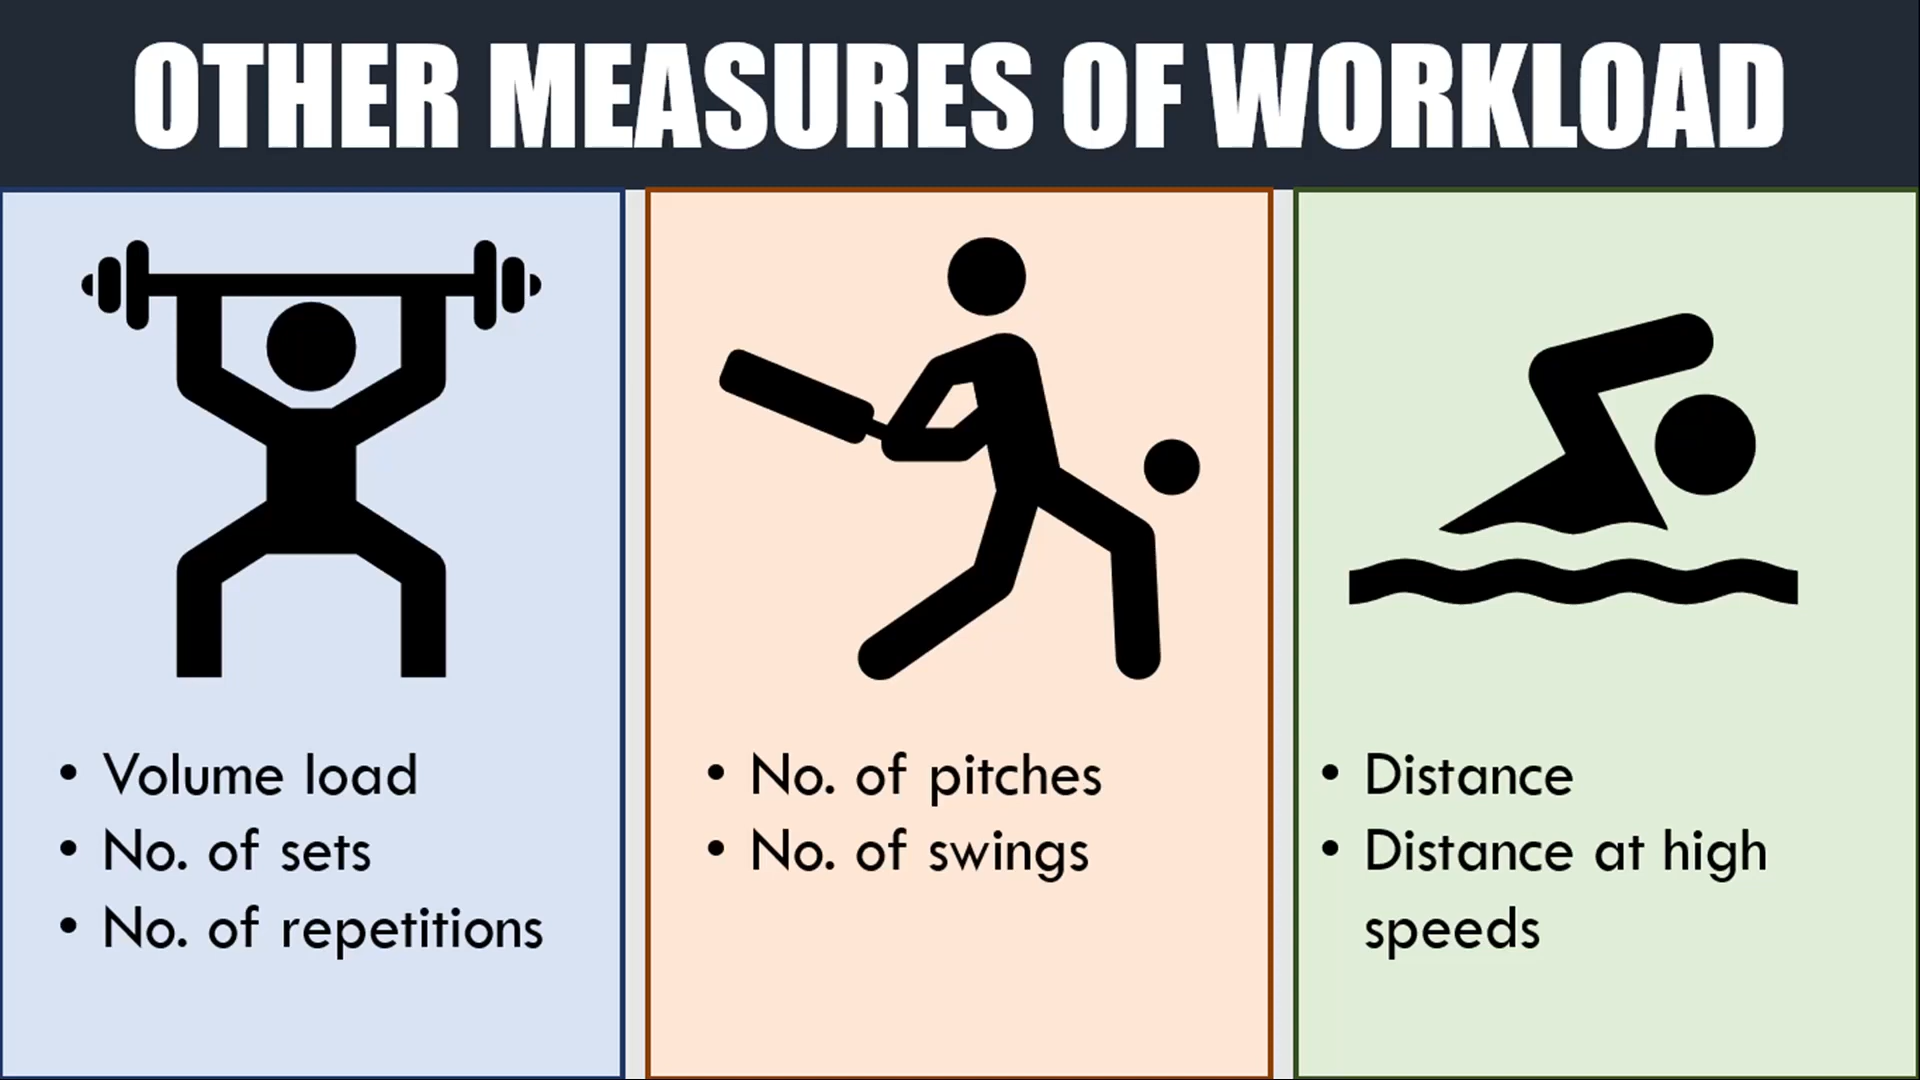 OTHER MEASURES OF WORKLOAD
• Volume load
• No. of sets
• No. of repetitions
• No. of pitches
• No. of swings
• Distance
• Distance at high
speeds